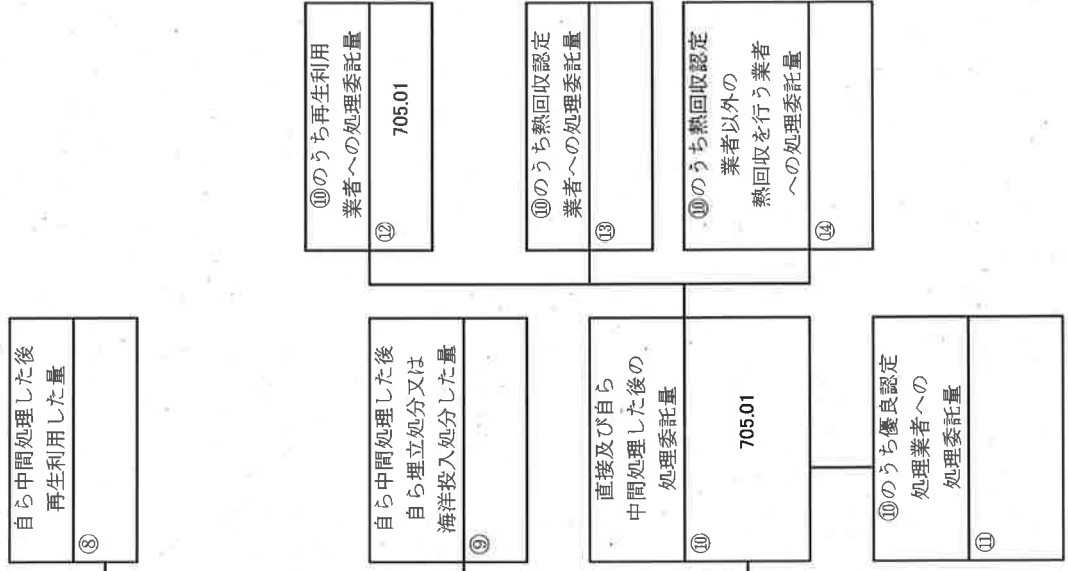 自ら中間処理した後
再生利用した量
⑧
自ら中間処理した後
自ら埋立処分又は
海洋投入処分した量
⑨
直接及び自ら
中間処理した後の
処理委託量
⑩
705.01
⑩のうち優良認定
処理業者への
処理委託量
⑪
⑩のうち再生利用
業者への処理委託量
⑫
705.01
⑩のうち熱回収認定
業者への処理委託量
⑬
⑩のうち熱回収認定
業者以外の
熱回収を行う業者
への処理委託量
⑭